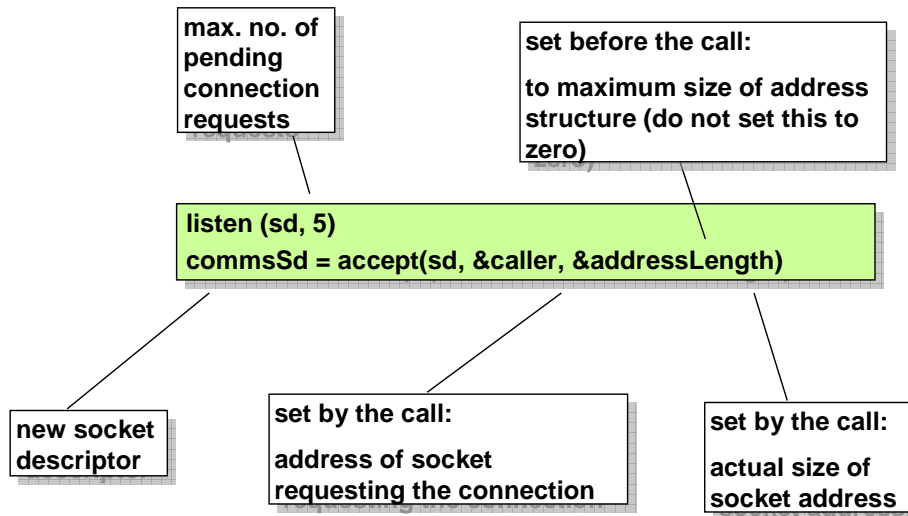 max. no. of
pending
connection
requests
set before the call:
to maximum size of address
structure (do not set this to
zero)
listen (sd, 5)
commsSd = accept(sd, &caller, &addressLength)
new socket
descriptor
set by the call:
address of socket
requesting the connection
set by the call:
actual size of
socket address